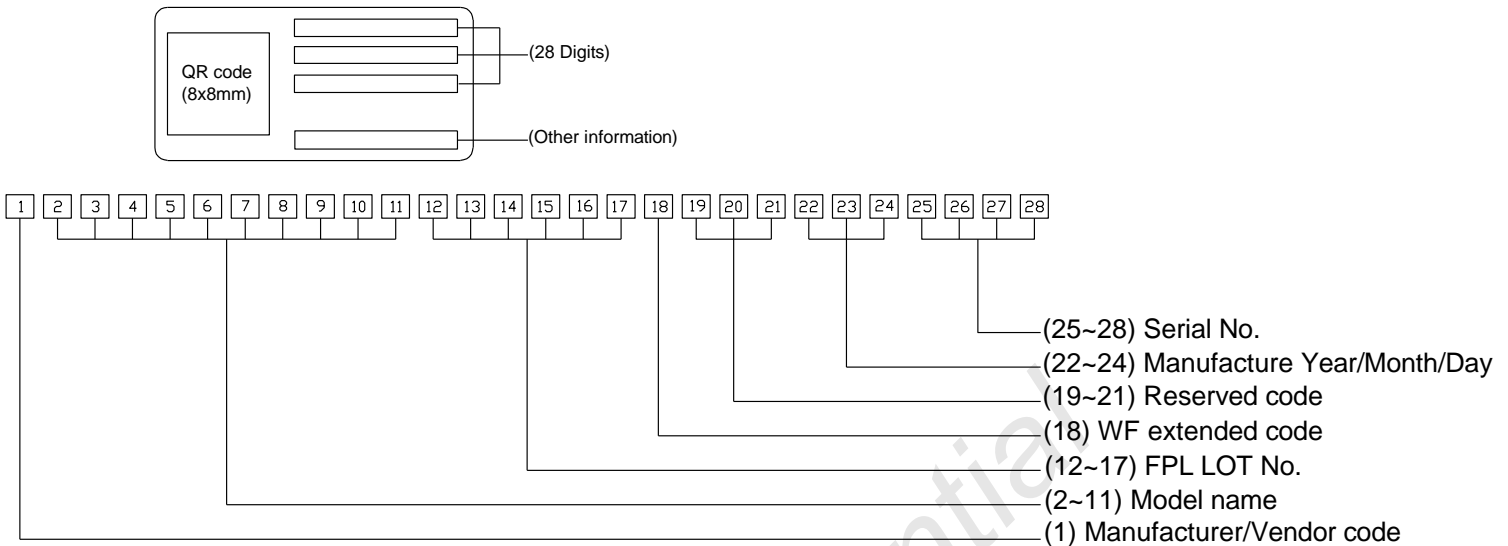 QR code
(8x8mm)
(28 Digits)
(Other information)
1 2 3 4 5 6 7 8 9 10 11 12 13 14 15 16 17 18 19 20 21 22 23 24 25 26 27 28
(25~28) Serial No.
(22~24) Manufacture Year/Month/Day
(19~21) Reserved code
(18) WF extended code
(12~17) FPL LOT No.
(2~11) Model name
(1) Manufacturer/Vendor code
ntial